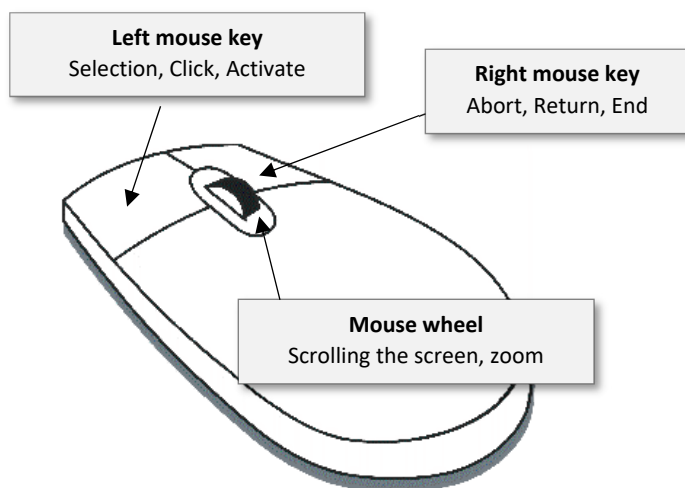 Left mouse key
Selection, Click, Activate
Right mouse key
Abort, Return, End
Mouse wheel
Scrolling the screen, zoom